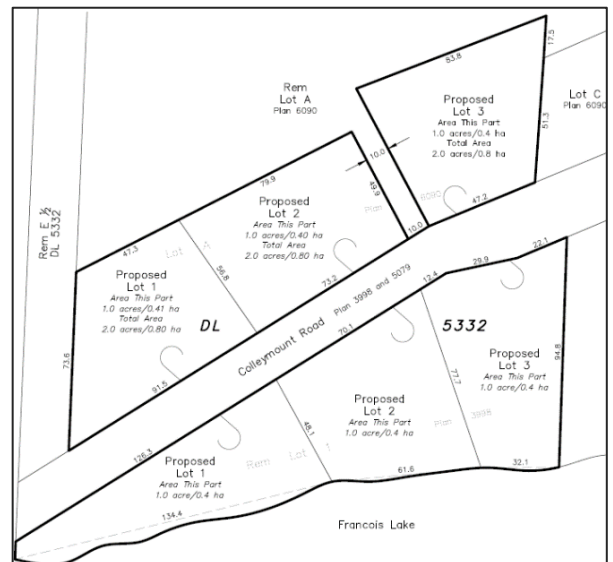 83.8
17.5
Rem
Lot A
Plan 6090
Lot C
Plan 6090
Proposed
Lot 3
Area This Part
1.0 acres/0.4 ha
Total Area
2.0 acres/0.8 ha
51.3
10.0
79.9
49.9
Plan 6090
47.2
10.0
Rem E ½
DL 5332
47.3
Proposed
Lot 2
Area This Part
1.0 acres/0.40 ha
Total Area
2.0 acres/0.80 ha
Lot A
56.8
73.2
Proposed
Lot 1
Area This Part
1.0 acres/0.41 ha
Total Area
2.0 acres/0.80 ha
DL
73.6
91.5
Colleymount Road Plan 3998 and 5079
70.1
12.4
29.9
22.1
5332
94.8
Proposed
Lot 3
Area This Part
1.0 acre/0.4 ha
77.7
Proposed
Lot 2
Area This Part
1.0 acre/0.4 ha
Plan 3998
48.1
126.3
Rem Lot 1
Proposed
Lot 1
Area This Part
1.0 acre/0.4 ha
61.6
32.1
134.4
Francois Lake